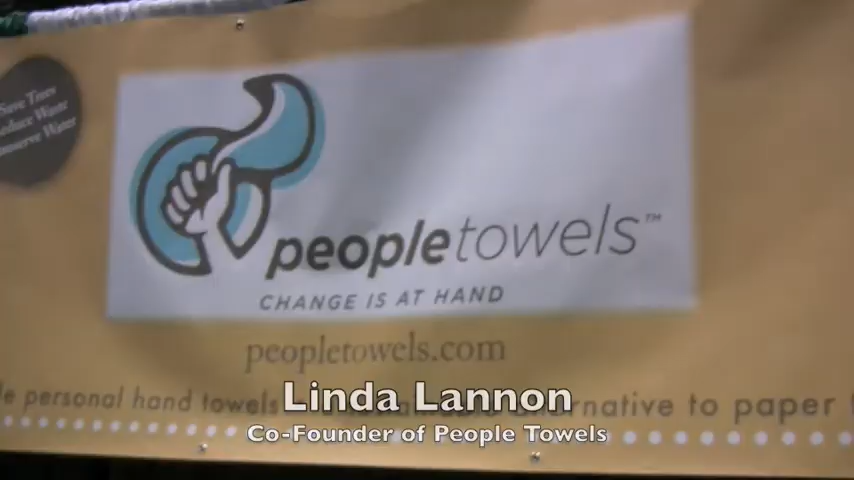 Save Trees
Reduce Waste
Conserve Water
peopletowels™
CHANGE IS AT HAND
peopletowels.com
personal hand towels alternative to paper
Linda Lannon
Co-Founder of People Towels